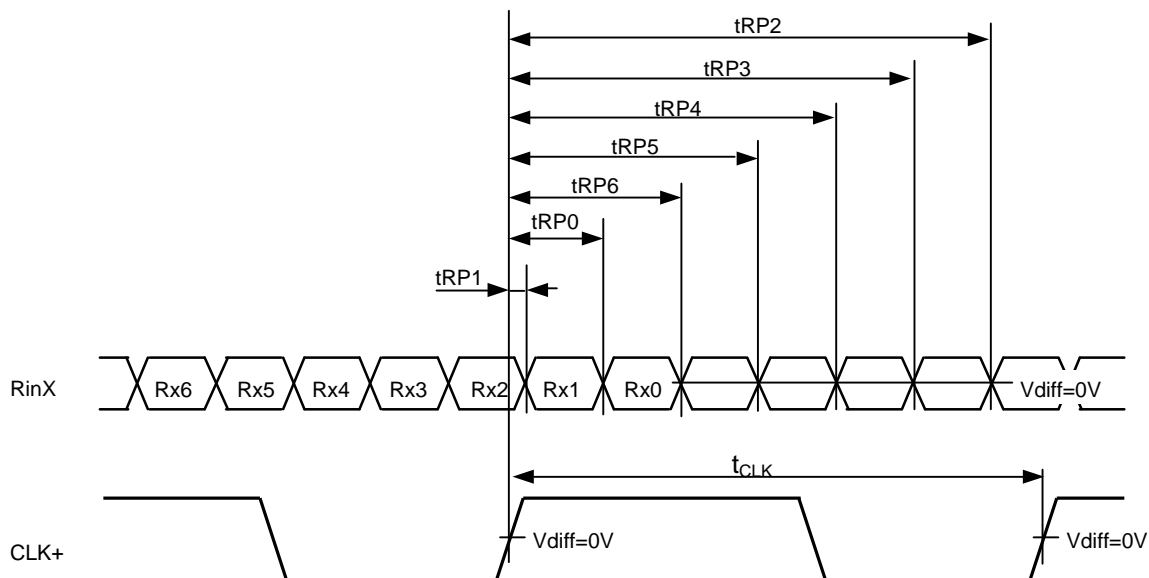 tRP2
tRP3
tRP4
tRP5
tRP6
tRP0
tRP1
RinX Rx6 Rx5 Rx4 Rx3 Rx2 Rx1 Rx0 Vdiff=0V
tCLK
CLK+ Vdiff=0V Vdiff=0V